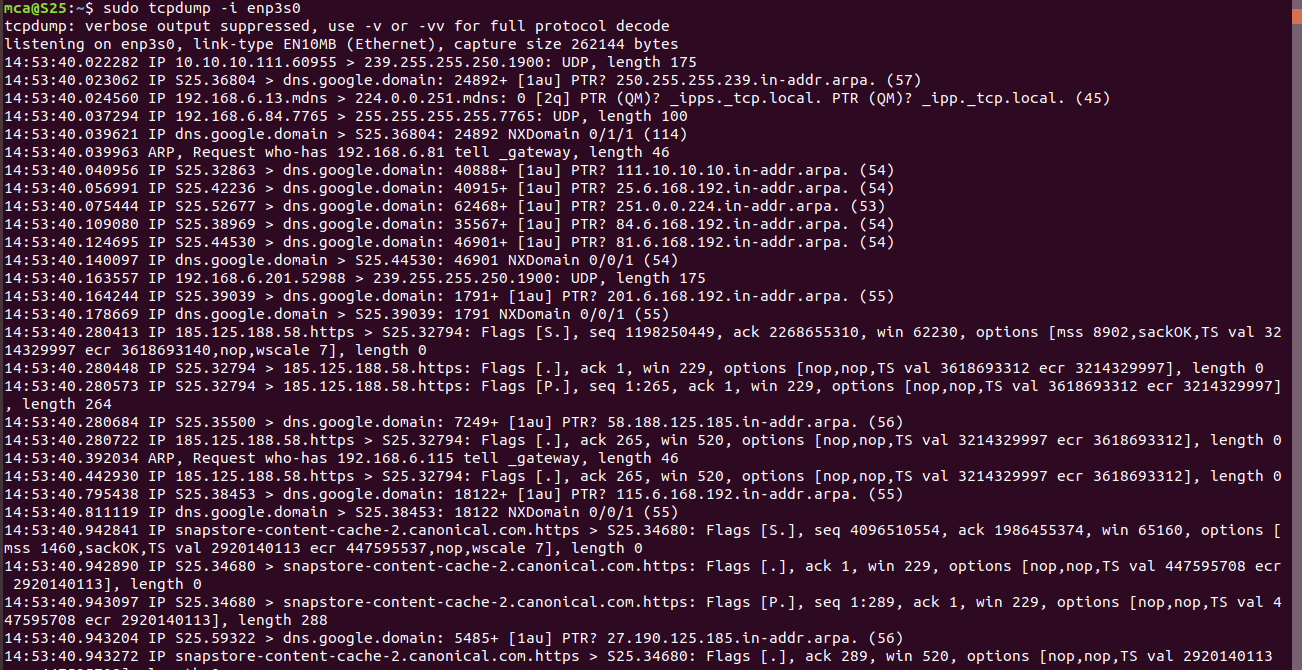 mca@S25:~$ sudo tcpdump -i enp3s0
tcpdump: verbose output suppressed, use -v or -vv for full protocol decode
listening on enp3s0, link-type EN10MB (Ethernet), capture size 262144 bytes
14:53:40.022282 IP 10.10.10.111.60955 > 239.255.255.250.1900: UDP, length 175
14:53:40.023062 IP S25.36804 > dns.google.domain: 24892+ [1au] PTR? 250.255.255.239.in-addr.arpa. (57)
14:53:40.024560 IP 192.168.6.13.mdns > 224.0.0.251.mdns: 0 [2q] PTR (QM)? _ipps._tcp.local. PTR (QM)? _ipp._tcp.local. (45)
14:53:40.037294 IP 192.168.6.84.7765 > 255.255.255.255.7765: UDP, length 100
14:53:40.039621 IP dns.google.domain > S25.36804: 24892 NXDomain 0/1/1 (114)
14:53:40.039963 ARP, Request who-has 192.168.6.81 tell _gateway, length 46
14:53:40.040956 IP S25.32863 > dns.google.domain: 40888+ [1au] PTR? 111.10.10.10.in-addr.arpa. (54)
14:53:40.056991 IP S25.42236 > dns.google.domain: 40915+ [1au] PTR? 25.6.168.192.in-addr.arpa. (54)
14:53:40.075444 IP S25.52677 > dns.google.domain: 62468+ [1au] PTR? 251.0.0.224.in-addr.arpa. (53)
14:53:40.109080 IP S25.38969 > dns.google.domain: 35567+ [1au] PTR? 84.6.168.192.in-addr.arpa. (54)
14:53:40.124695 IP S25.44530 > dns.google.domain: 46901+ [1au] PTR? 81.6.168.192.in-addr.arpa. (54)
14:53:40.140097 IP dns.google.domain > S25.44530: 46901 NXDomain 0/0/1 (54)
14:53:40.163557 IP 192.168.6.201.52988 > 239.255.255.250.1900: UDP, length 175
14:53:40.164244 IP S25.39039 > dns.google.domain: 1791+ [1au] PTR? 201.6.168.192.in-addr.arpa. (55)
14:53:40.178669 IP dns.google.domain > S25.39039: 1791 NXDomain 0/0/1 (55)
14:53:40.280413 IP 185.125.188.58.https > S25.32794: Flags [S.], seq 1198250449, ack 2268655310, win 62230, options [mss 8902,sackOK,TS val 32
14329997 ecr 3618693140,nop,wscale 7], length 0
14:53:40.280448 IP S25.32794 > 185.125.188.58.https: Flags [.], ack 1, win 229, options [nop,nop,TS val 3618693312 ecr 3214329997], length 0
14:53:40.280573 IP S25.32794 > 185.125.188.58.https: Flags [P.], seq 1:265, ack 1, win 229, options [nop,nop,TS val 3618693312 ecr 3214329997]
, length 264
14:53:40.280684 IP S25.35500 > dns.google.domain: 7249+ [1au] PTR? 58.188.125.185.in-addr.arpa. (56)
14:53:40.280722 IP 185.125.188.58.https > S25.32794: Flags [.], ack 265, win 520, options [nop,nop,TS val 3214329997 ecr 3618693312], length 0
14:53:40.392034 ARP, Request who-has 192.168.6.115 tell _gateway, length 46
14:53:40.442930 IP 185.125.188.58.https > S25.32794: Flags [.], ack 265, win 520, options [nop,nop,TS val 3214329997 ecr 3618693312], length 0
14:53:40.795438 IP S25.38453 > dns.google.domain: 18122+ [1au] PTR? 115.6.168.192.in-addr.arpa. (55)
14:53:40.811119 IP dns.google.domain > S25.38453: 18122 NXDomain 0/0/1 (55)
14:53:40.942841 IP snapstore-content-cache-2.canonical.com.https > S25.34680: Flags [S.], seq 4096510554, ack 1986455374, win 65160, options [
mss 1460,sackOK,TS val 2920140113 ecr 447595537,nop,wscale 7], length 0
14:53:40.942890 IP S25.34680 > snapstore-content-cache-2.canonical.com.https: Flags [.], ack 1, win 229, options [nop,nop,TS val 447595708 ecr
 2920140113], length 0
14:53:40.943097 IP S25.34680 > snapstore-content-cache-2.canonical.com.https: Flags [P.], seq 1:289, ack 1, win 229, options [nop,nop,TS val 4
47595708 ecr 2920140113], length 288
14:53:40.943204 IP S25.59322 > dns.google.domain: 5485+ [1au] PTR? 27.190.125.185.in-addr.arpa. (56)
14:53:40.943272 IP snapstore-content-cache-2.canonical.com.https > S25.34680: Flags [.], ack 289, win 520, options [nop,nop,TS val 2920140113